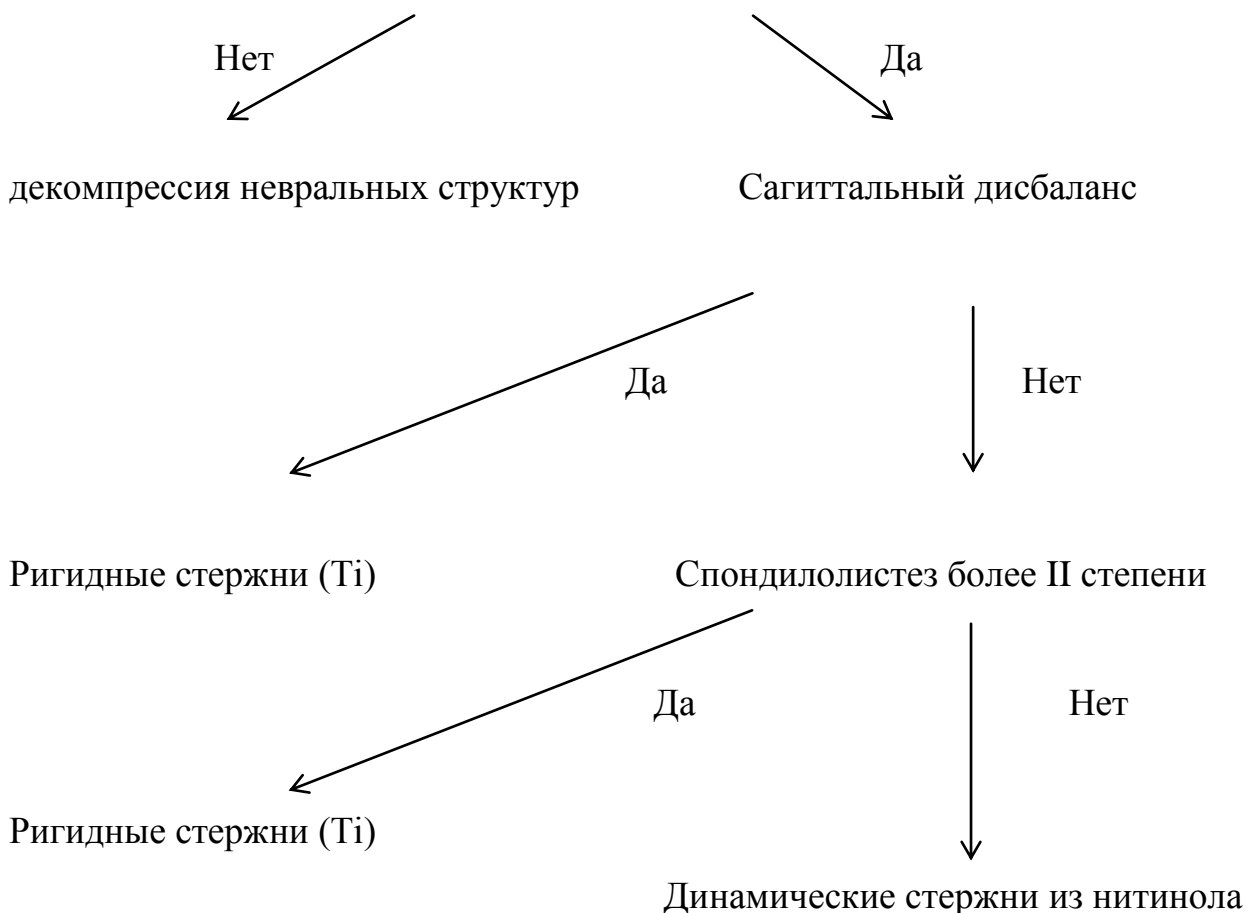 Нет Да
декомпрессия невральных структур Сагиттальный дисбаланс
Да Нет
Ригидные стержни (Ti) Спондилолистез более II степени
Да Нет
Ригидные стержни (Ti)
Динамические стержни из нитинола